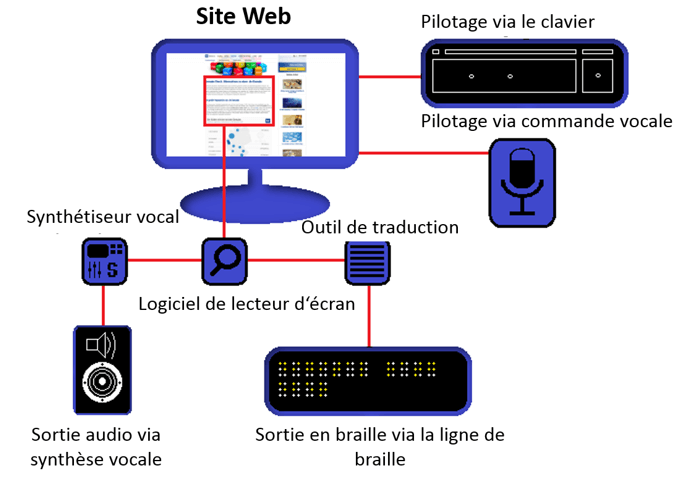 Site Web
Pilotage via le clavier
Pilotage via commande vocale
Synthétiseur vocal
Outil de traduction
Logiciel de lecteur d‘écran
S
Sortie audio via
synthèse vocale
Sortie en braille via la ligne de
braille